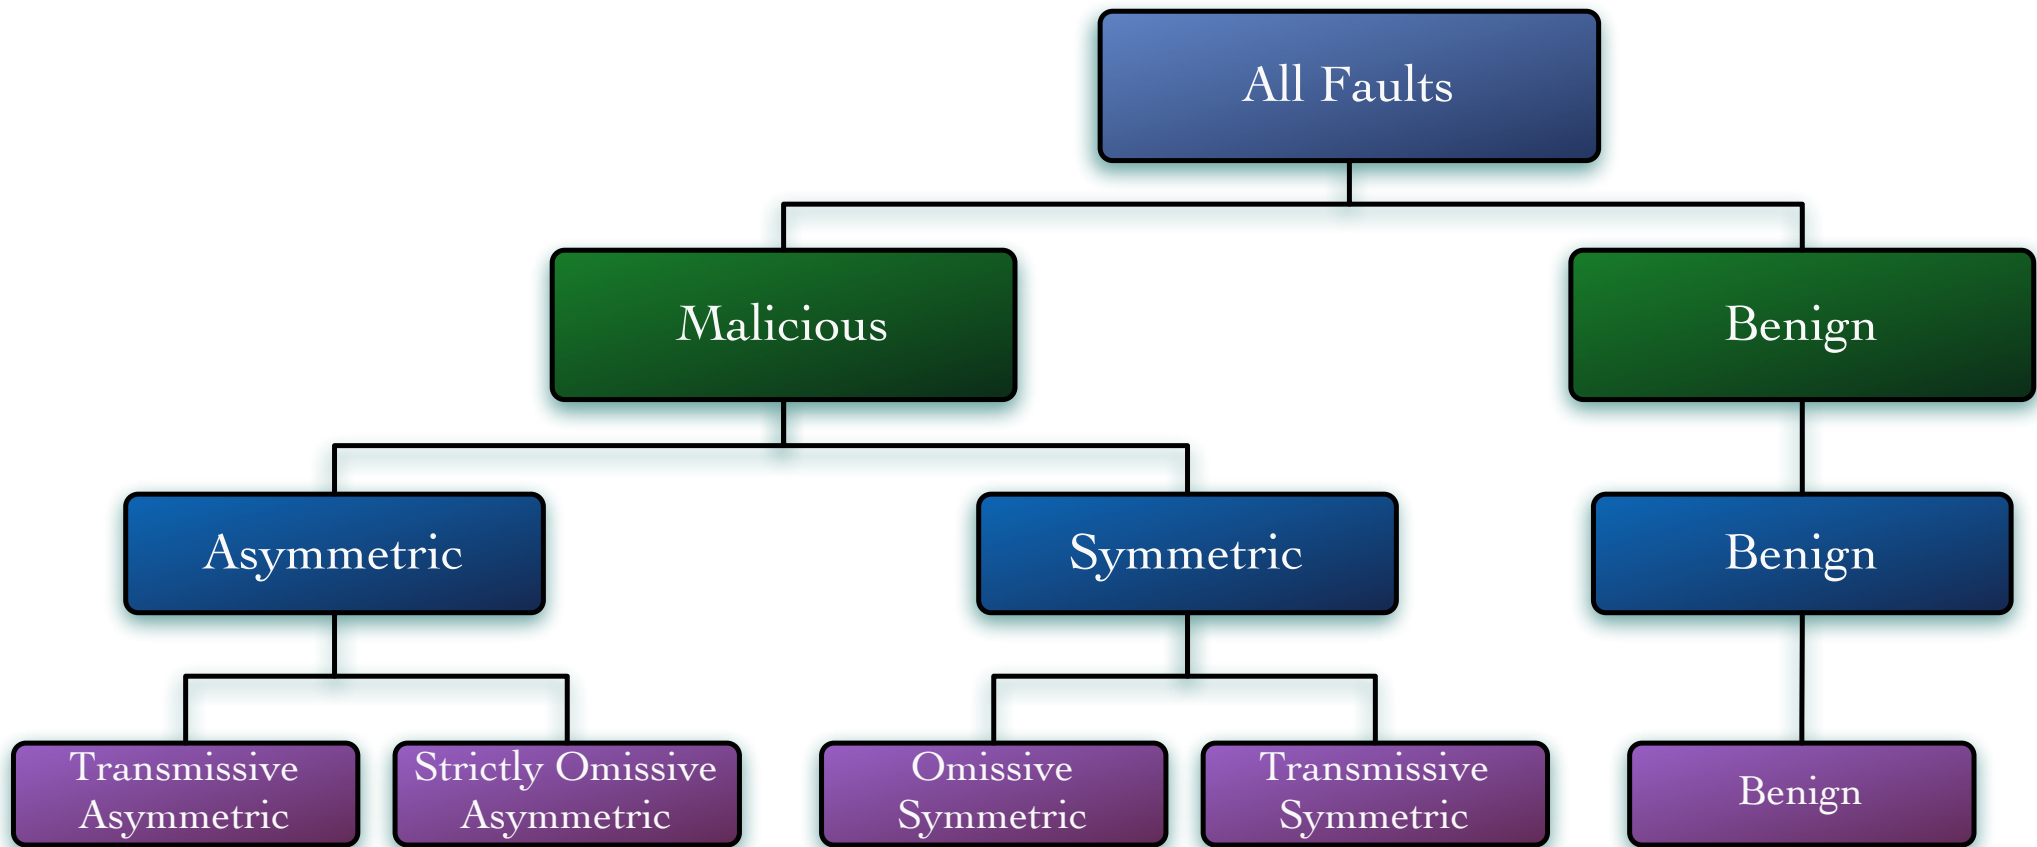 All Faults
Malicious
Benign
Asymmetric
Symmetric
Benign
Transmissive
Asymmetric
Strictly Omissive
Asymmetric
Omissive
Symmetric
Transmissive
Symmetric
Benign